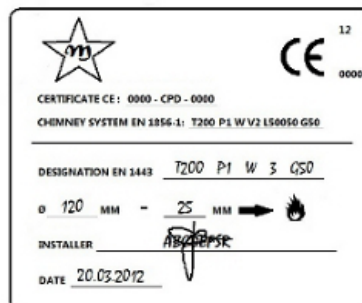 m
12
CE
0000
CERTIFICATE CE : 0000 - CPD - 0000
CHIMNEY SYSTEM EN 1856-1: T200 P1 W V2 L50050 G50
DESIGNATION EN 1443 T200 P1 W 3 G50
Ø 120 MM - 25 MM
INSTALLER
DATE 20.03.2012